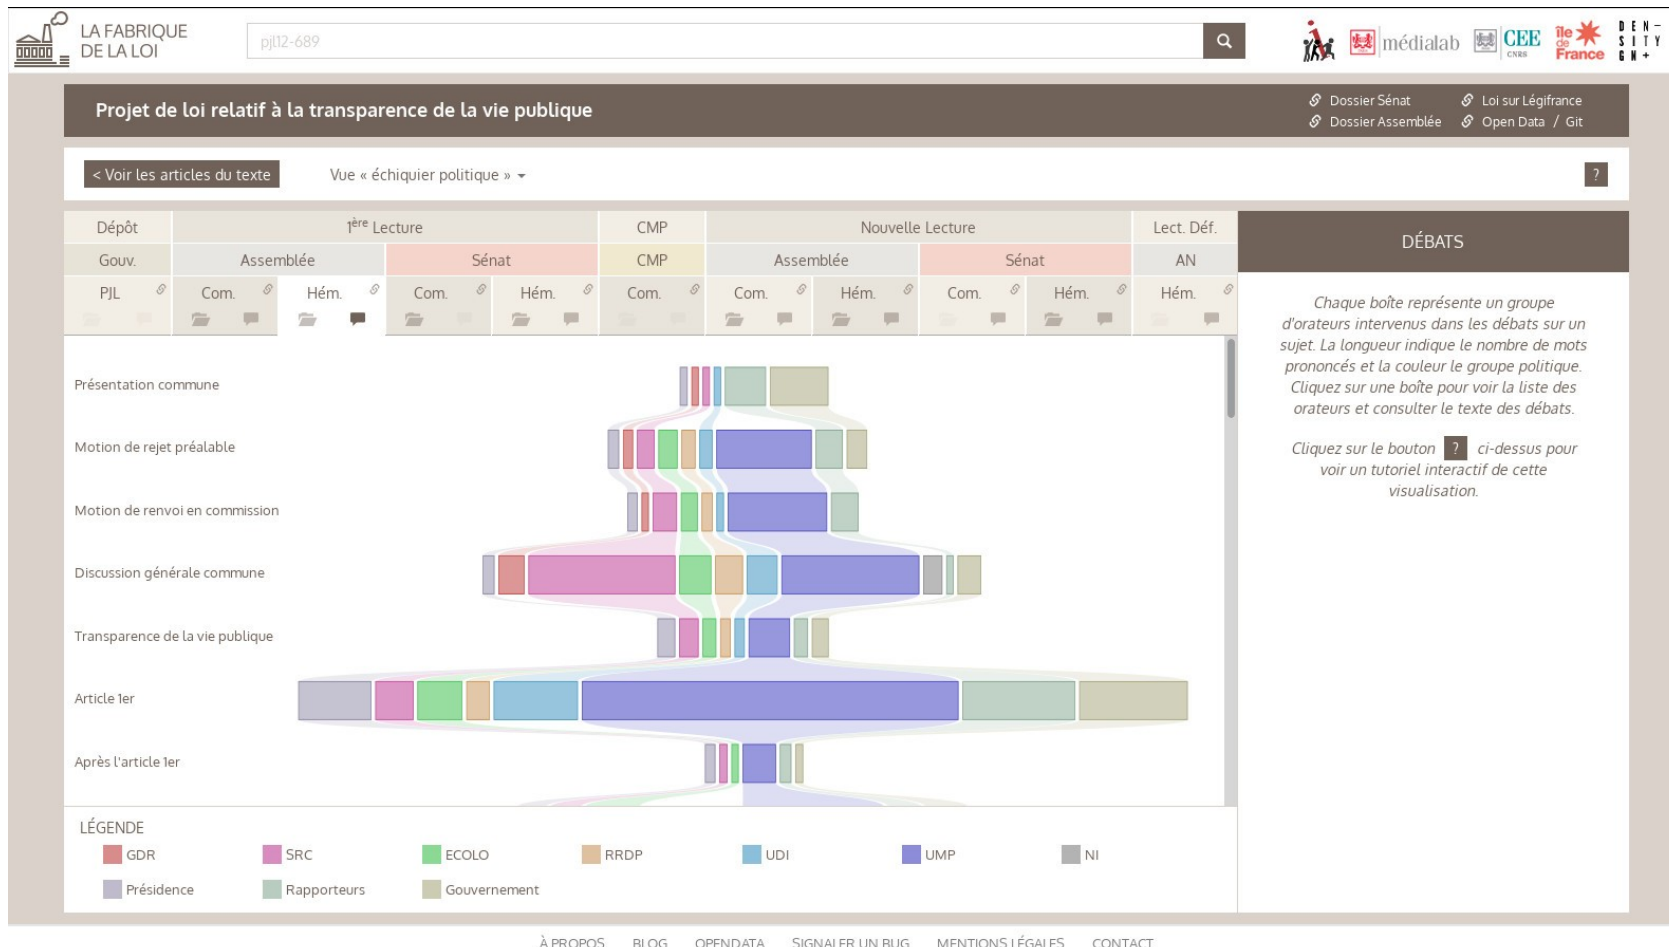 LA FABRIQUE
DE LA LOI
pjl12-689
médialab
CEE
CNRS
île
de
France
DEN–
SITY
GN+
Projet de loi relatif à la transparence de la vie publique
Dossier Sénat
Loi sur Légifrance
Dossier Assemblée
Open Data / Git
< Voir les articles du texte
Vue « échiquier politique »
?
Dépôt
1ère Lecture
CMP
Nouvelle Lecture
Lect. Déf.
Gouv.
Assemblée
Sénat
CMP
Assemblée
Sénat
AN
PJL
Com.
Hém.
Com.
Hém.
Com.
Com.
Hém.
Com.
Hém.
Hém.
Présentation commune
Motion de rejet préalable
Motion de renvoi en commission
Discussion générale commune
Transparence de la vie publique
Article 1er
Après l'article 1er
DÉBATS
Chaque boîte représente un groupe
d'orateurs intervenus dans les débats sur un
sujet. La longueur indique le nombre de mots
prononcés et la couleur le groupe politique.
Cliquez sur une boîte pour voir la liste des
orateurs et consulter le texte des débats.
Cliquez sur le bouton ? ci-dessus pour
voir un tutoriel interactif de cette
visualisation.
LÉGENDE
GDR
SRC
ECOLO
RRDP
UDI
UMP
NI
Présidence
Rapporteurs
Gouvernement
À PROPOS
BLOG
OPENDATA
SIGNALER UN BUG
MENTIONS LÉGALES
CONTACT